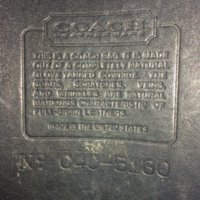 COACH
THIS IS A COACH BAG. IT IS MADE
OUT OF A COMPLETELY NATURAL
GLOVE TANNED COWHIDE. THE
SCARS, SCRATCHES, VEINS,
AND WRINKLES ARE NATURAL
MARKINGS CHARACTERISTIC OF
FULL-GRAIN LEATHERS.
MADE IN THE UNITED STATES